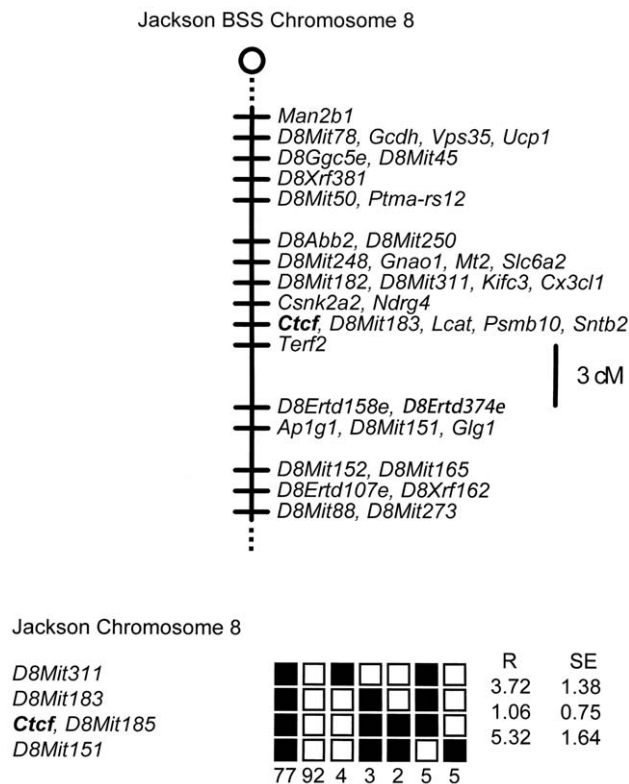 Jackson BSS Chromosome 8
Man2b1
D8Mit78, Gcdh, Vps35, Ucp1
D8Ggc5e, D8Mit45
D8Xrf381
D8Mit50, Ptma-rs12
D8Abb2, D8Mit250
D8Mit248, Gnao1, Mt2, Slc6a2
D8Mit182, D8Mit311, Kifc3, Cx3cl1
Csnk2a2, Ndrg4
Ctcf, D8Mit183, Lcat, Psmb10, Sntb2
Terf2
3 cM
D8Ertd158e, D8Ertd374e
Ap1g1, D8Mit151, Glg1
D8Mit152, D8Mit165
D8Ertd107e, D8Xrf162
D8Mit88, D8Mit273
Jackson Chromosome 8
R SE
D8Mit311
3.72 1.38
D8Mit183
1.06 0.75
Ctcf, D8Mit185
5.32 1.64
D8Mit151
77 92 4 3 2 5 5